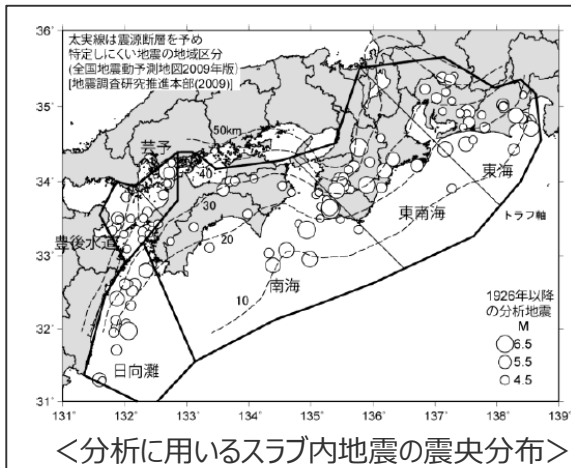 太実線は震源断層を予め
特定しにくい地震の地域区分
(全国地震動予測地図2009年版)
[地震調査研究推進本部(2009)]
36°
35°
34°
33°
32°
31°
131°
132°
133°
134°
135°
136°
137°
138°
139°
50km
40
30
20
10
芸予
豊後水道
日向灘
南海
東南海
東海
トラフ軸
1926年以降
の分析地震
M
6.5
5.5
4.5
<分析に用いるスラブ内地震の震央分布>